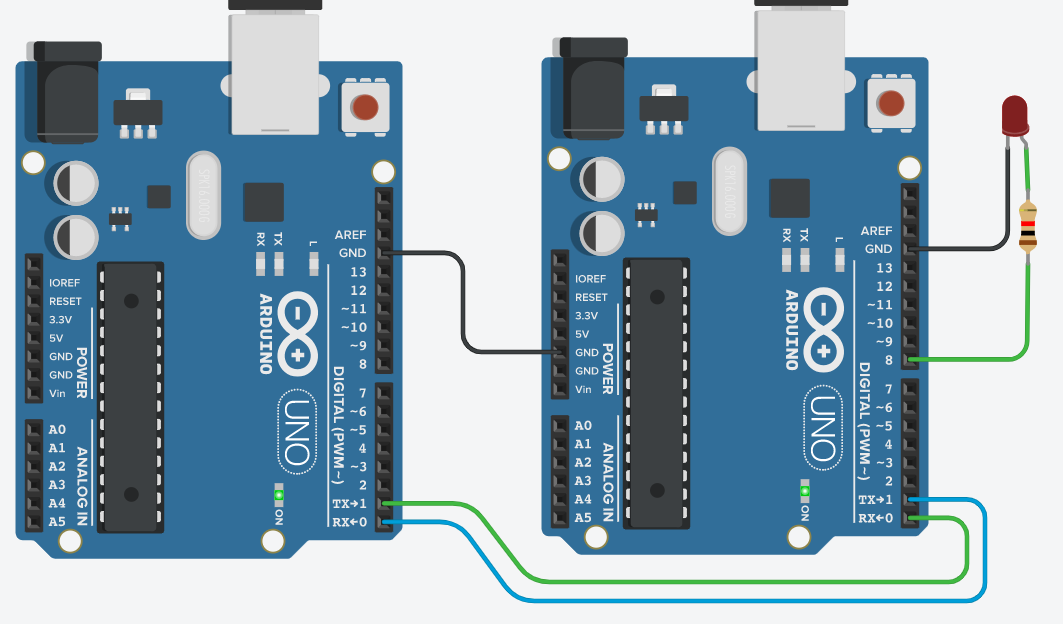 SPK16.000G
RX
TX
L
AREF
GND
13
12
~11
~10
~9
8
IOREF
RESET
3.3V
5V
GND
GND
Vin
POWER
ARDUINO
UNO
DIGITAL (PWM~)
7
~6
~5
4
~3
2
TX→1
RX←0
A0
A1
A2
A3
A4
A5
ANALOG IN
ON
SPK16.000G
RX
TX
L
AREF
GND
13
12
~11
~10
~9
8
IOREF
RESET
3.3V
5V
GND
GND
Vin
POWER
ARDUINO
UNO
DIGITAL (PWM~)
7
~6
~5
4
~3
2
TX→1
RX←0
A0
A1
A2
A3
A4
A5
ANALOG IN
ON